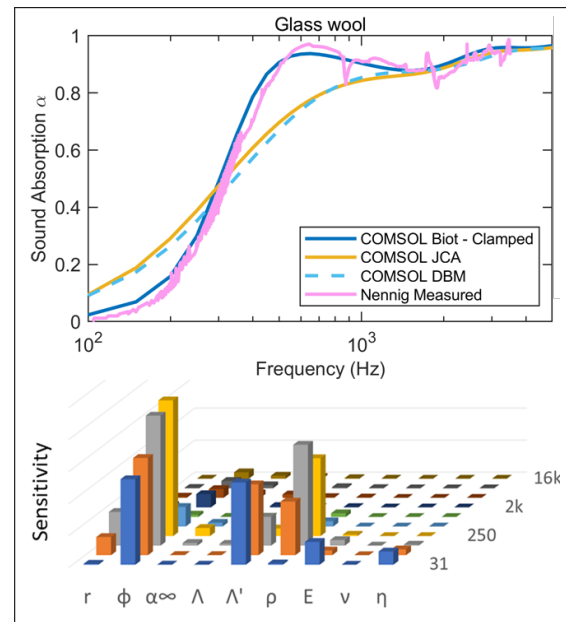 Glass wool
1
0.8
0.6
0.4
0.2
0
Sound Absorption α
COMSOL Biot - Clamped
COMSOL JCA
COMSOL DBM
Nennig Measured
10²
10³
Frequency (Hz)
Sensitivity
16k
2k
250
31
r ϕ α∞ Λ Λ' ρ E ν η